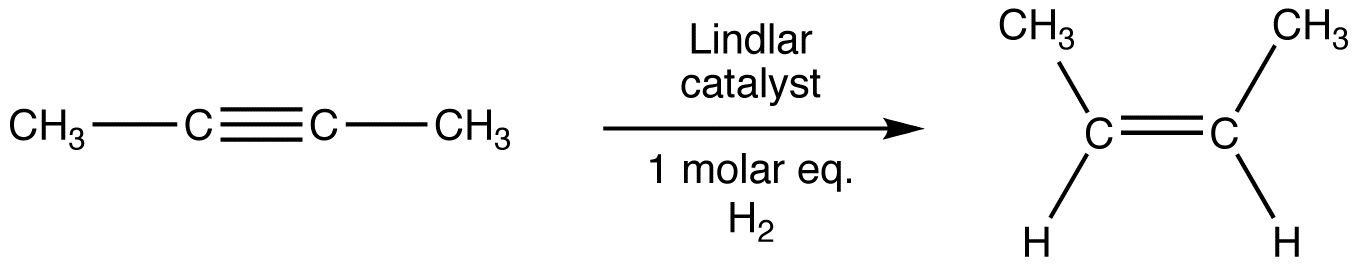 CH3 C C CH3
Lindlar
catalyst
1 molar eq.
H2
CH3 CH3
C C
H H